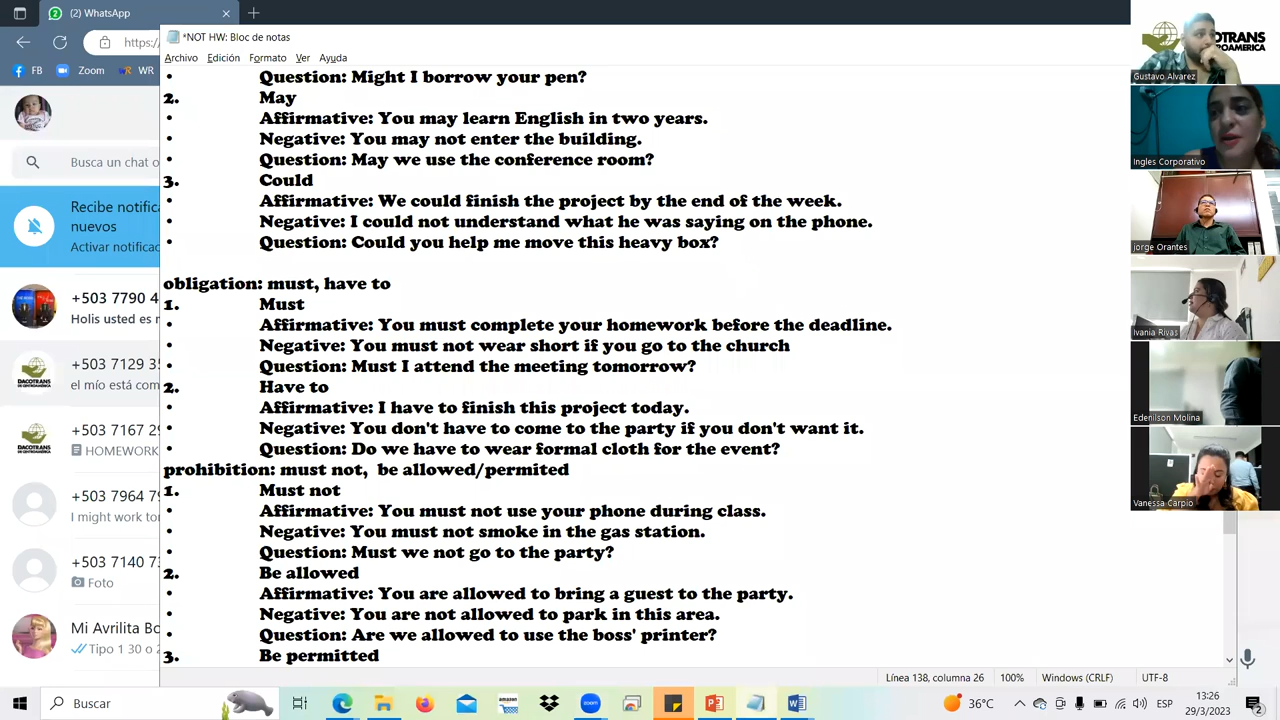 (2) WhatsApp
*NOT HW: Bloc de notas
https:/
Archivo Edición Formato Ver Ayuda
FB Zoom WR WR
• Question: Might I borrow your pen?
2. May
• Affirmative: You may learn English in two years.
• Negative: You may not enter the building.
• Question: May we use the conference room?
3. Could
• Affirmative: We could finish the project by the end of the week.
• Negative: I could not understand what he was saying on the phone.
• Question: Could you help me move this heavy box?
obligation: must, have to
1. Must
• Affirmative: You must complete your homework before the deadline.
• Negative: You must not wear short if you go to the church
• Question: Must I attend the meeting tomorrow?
2. Have to
• Affirmative: I have to finish this project today.
• Negative: You don't have to come to the party if you don't want it.
• Question: Do we have to wear formal cloth for the event?
prohibition: must not, be allowed/permited
1. Must not
• Affirmative: You must not use your phone during class.
• Negative: You must not smoke in the gas station.
• Question: Must we not go to the party?
2. Be allowed
• Affirmative: You are allowed to bring a guest to the party.
• Negative: You are not allowed to park in this area.
• Question: Are we allowed to use the boss' printer?
3. Be permitted
Busca un chat o
Recibe notifica
nuevos
Activar notifica
+503 7790 4
Holis usted es r
+503 7129 3
el mío está com
DACOTRANS
DE CENTROAMÉRICA
+503 7167 2
HOMEWORK
DACOTRANS
DE CENTROAMÉRICA
+503 7964 7
I might work to
+503 7140 7
Foto
Mi Avrilita Bo
Tipo 1 30 o 2
OTRANS
ROAMERICA
Gustavo Alvarez
Ingles Corporativo
jorge Orantes
Ivania Rivas
Edenilson Molina
Vanessa Carpio
Línea 138, columna 26 100% Windows (CRLF) UTF-8
Buscar
amazon
zoom
36°C
ESP
13:26
29/3/2023
2